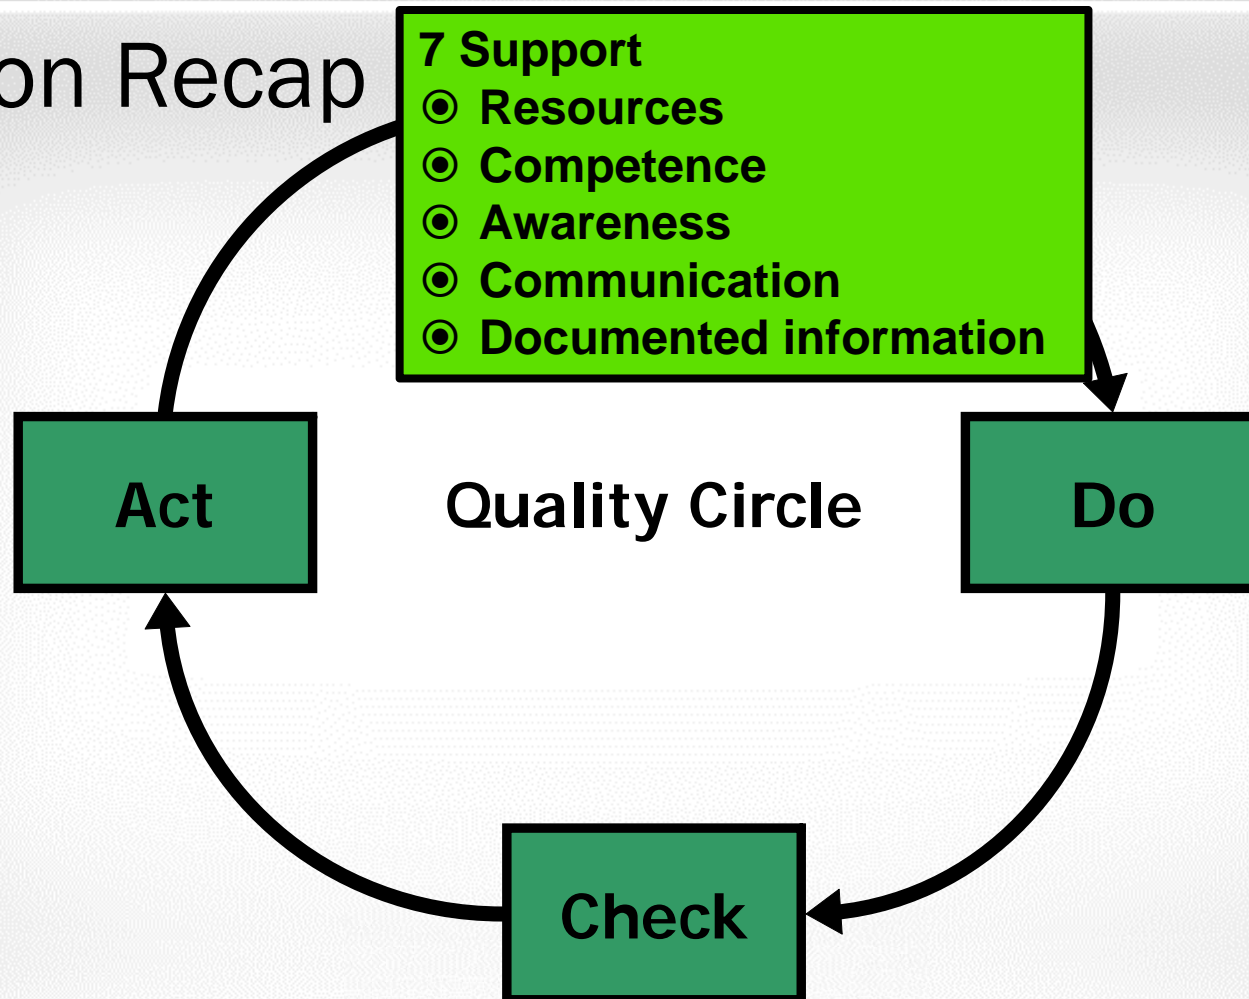 on Recap
7 Support
⦿ Resources
⦿ Competence
⦿ Awareness
⦿ Communication
⦿ Documented information
Act
Quality Circle
Do
Check